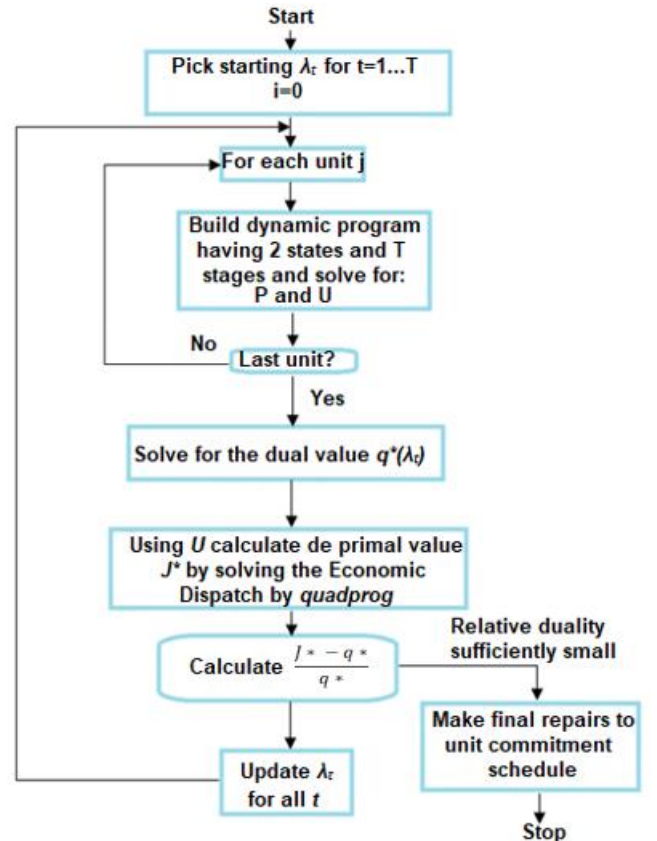 Start
Pick starting λt for t=1...T
i=0
For each unit j
Build dynamic program
having 2 states and T
stages and solve for:
P and U
No
Last unit?
Yes
Solve for the dual value q*(λt)
Using U calculate de primal value
J* by solving the Economic
Dispatch by quadprog
Relative duality
sufficiently small
Calculate J* − q* / q*
Make final repairs to
unit commitment
schedule
Update λt
for all t
Stop